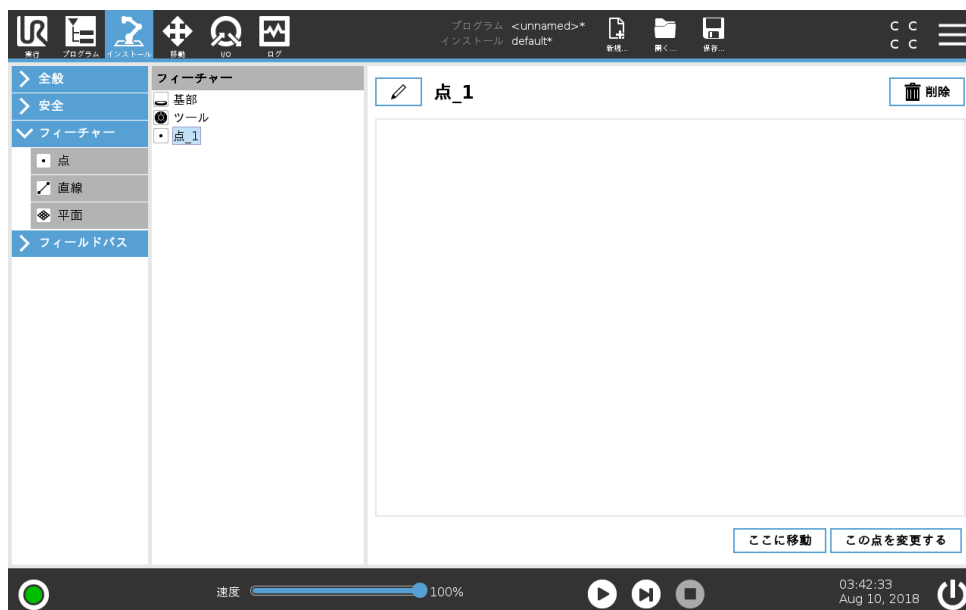 プログラム <unnamed>*
インストール default*
UR
実行 プログラム インストール 移動 I/O ログ 新規... 開く... 保存...
C C
C C
全般
安全
フィーチャー
点
直線
平面
フィールドバス
フィーチャー
基部
ツール
点_1
点_1
削除
ここに移動 この点を変更する
速度 100%
03:42:33
Aug 10, 2018